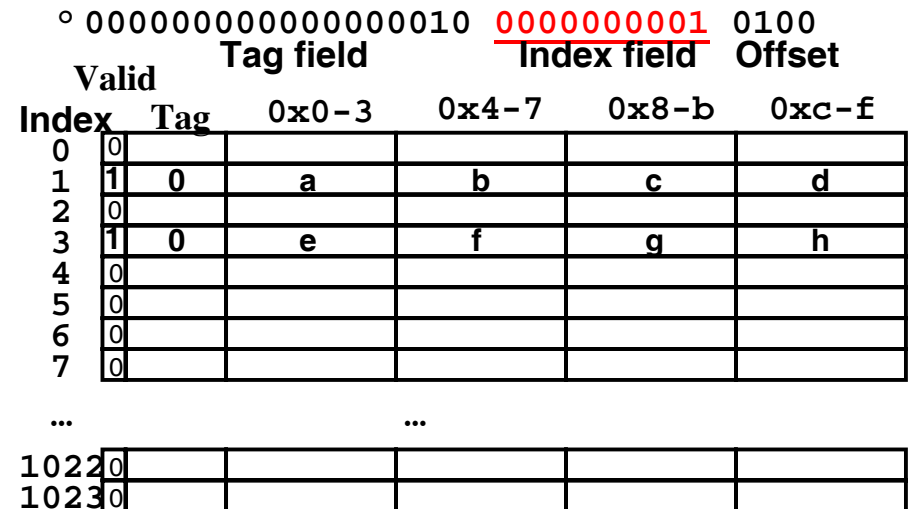 ° 000000000000000010 0000000001 0100
Tag field Index field Offset
Valid
Index Tag 0x0-3 0x4-7 0x8-b 0xc-f
0 0
1 1 0 a b c d
2 0
3 1 0 e f g h
4 0
5 0
6 0
7 0
... ...
1022 0
1023 0